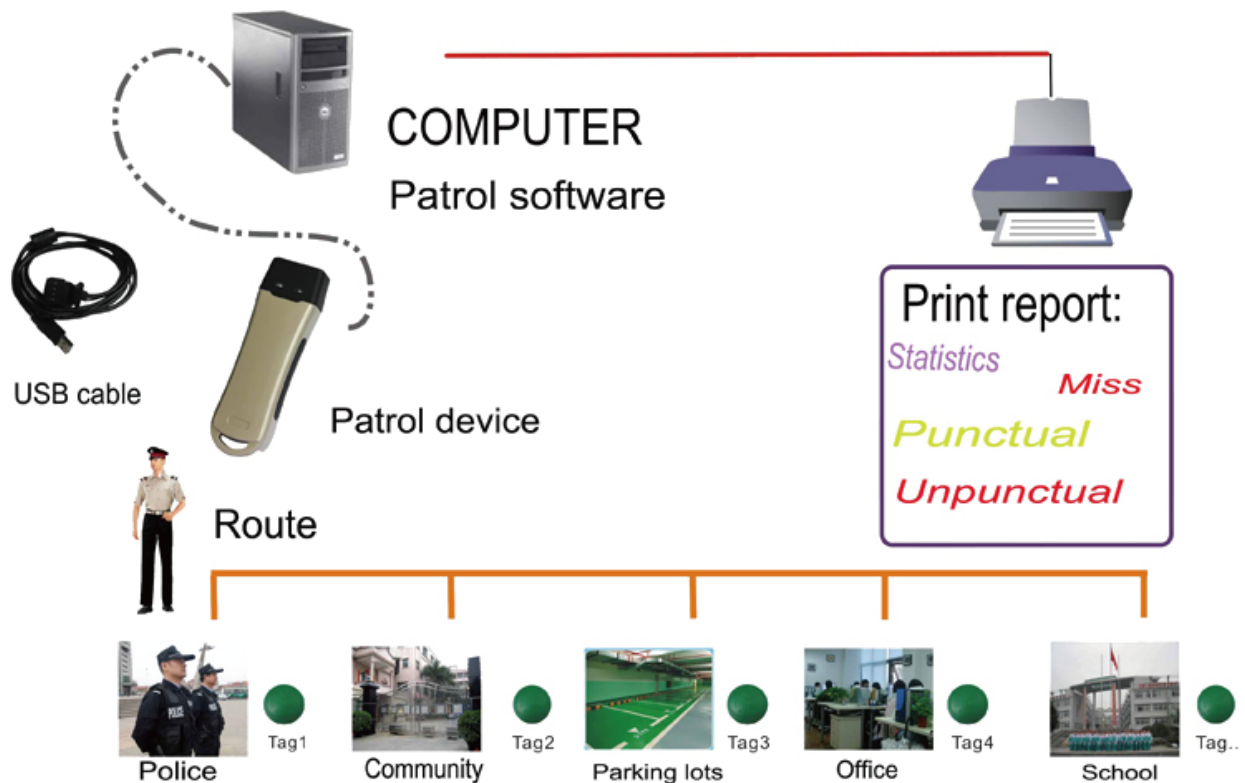 COMPUTER
Patrol software
USB cable
Patrol device
Print report:
Statistics
Miss
Punctual
Unpunctual
Route
POLICE
Tag1
Tag2
Tag3
Tag4
Tag..
Police
Community
Parking lots
Office
School